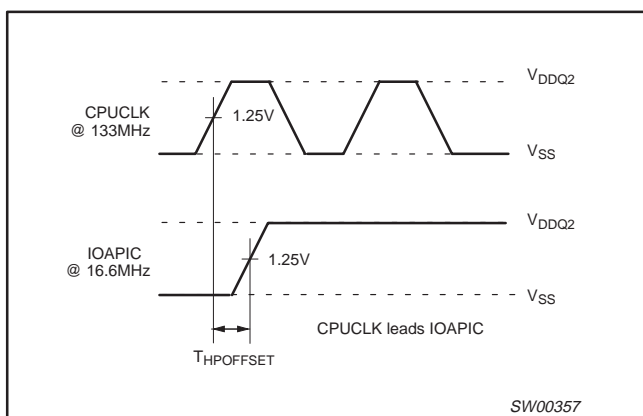 V_DDQ2
CPUCLK
@ 133MHz
1.25V
V_SS
V_DDQ2
IOAPIC
@ 16.6MHz
1.25V
V_SS
CPUCLK leads IOAPIC
T_HPOFFSET
SW00357